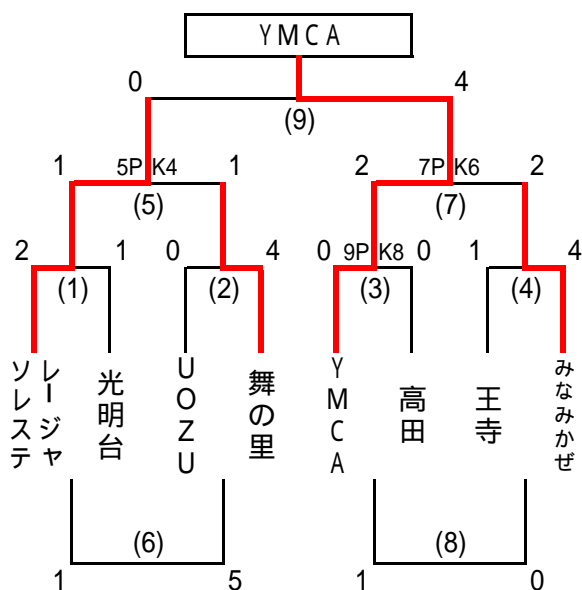 YMCA
0 4
(9)
1 5P K4 1 2 7P K6 2
(5) (7)
2 1 0 4 0 9P K8 0 1 4
(1) (2) (3) (4)
レージャ
ソレステ
光明台
UOZU
舞の里
YMCA
高田
王寺
みなみかぜ
(6) (8)
1 5 1 0